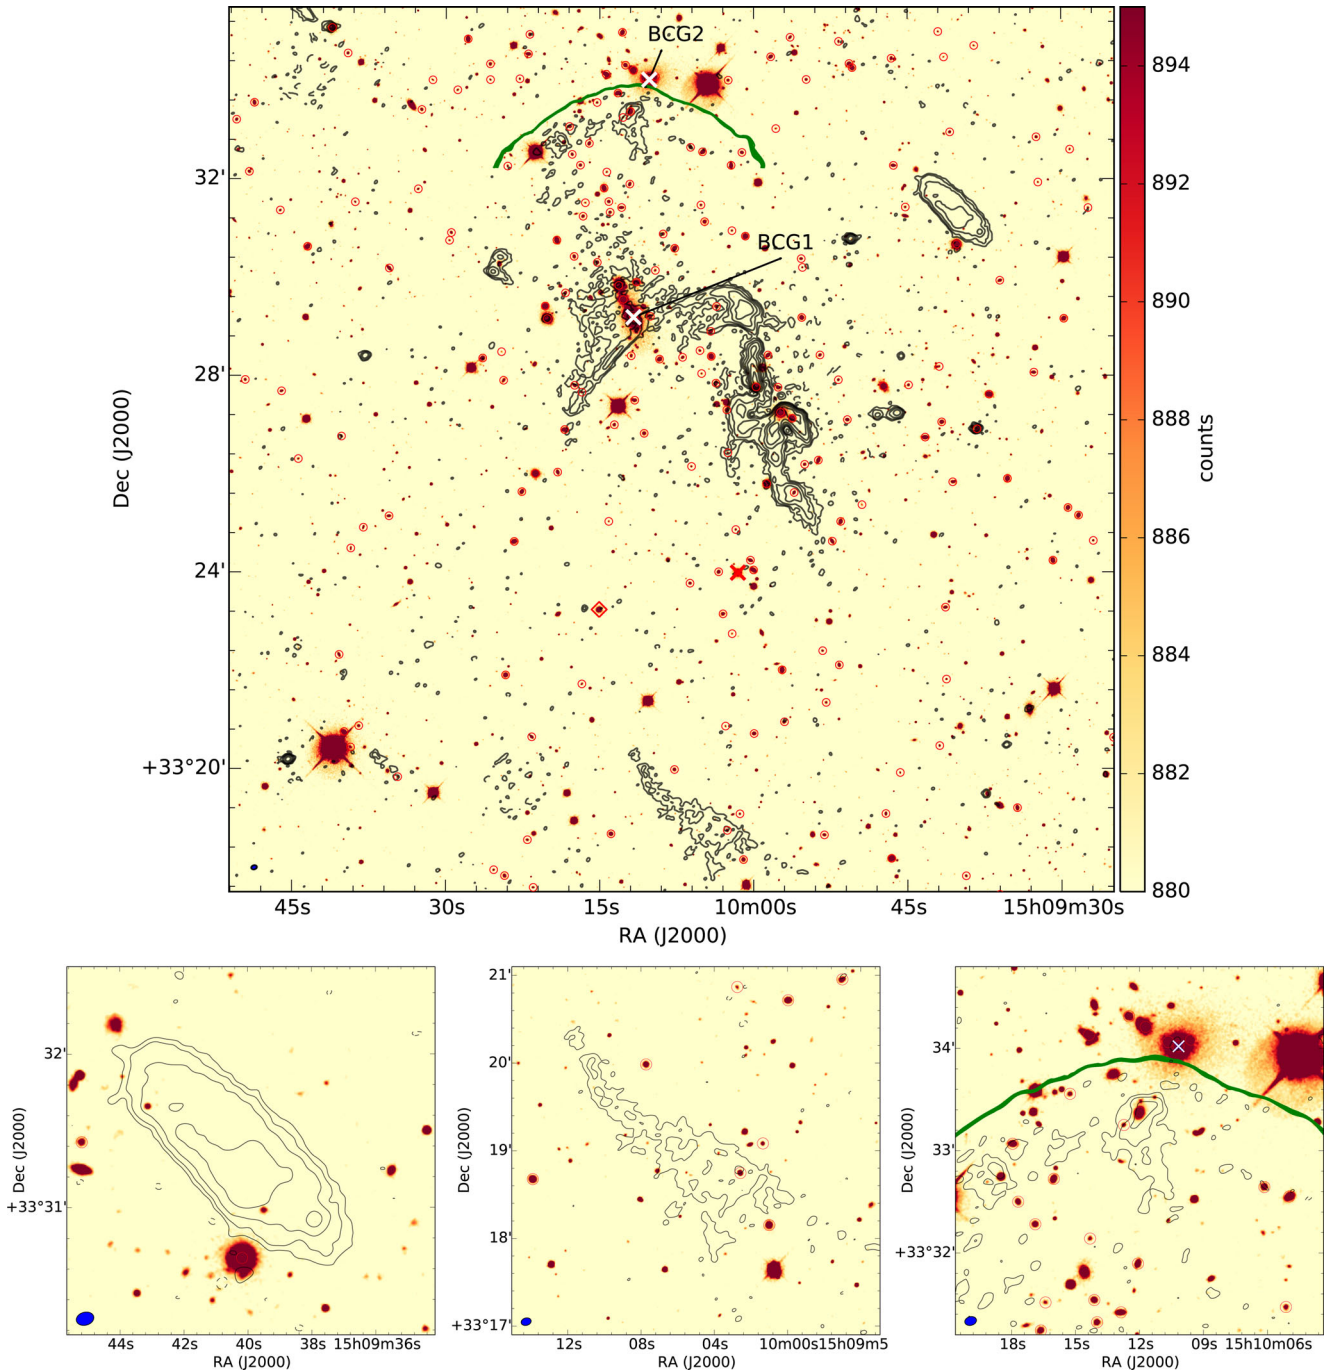 BCG2
BCG1
32'
28'
24'
+33°20'
Dec (J2000)
45s
30s
15s
10m00s
45s
15h09m30s
RA (J2000)
894
892
890
888
886
884
882
880
counts
32'
+33°31'
Dec (J2000)
44s
42s
40s
38s
15h09m36s
RA (J2000)
21'
20'
19'
18'
+33°17'
Dec (J2000)
12s
08s
04s
10m00s
15h09m5
RA (J2000)
34'
33'
+33°32'
Dec (J2000)
18s
15s
12s
09s
15h10m06s
RA (J2000)